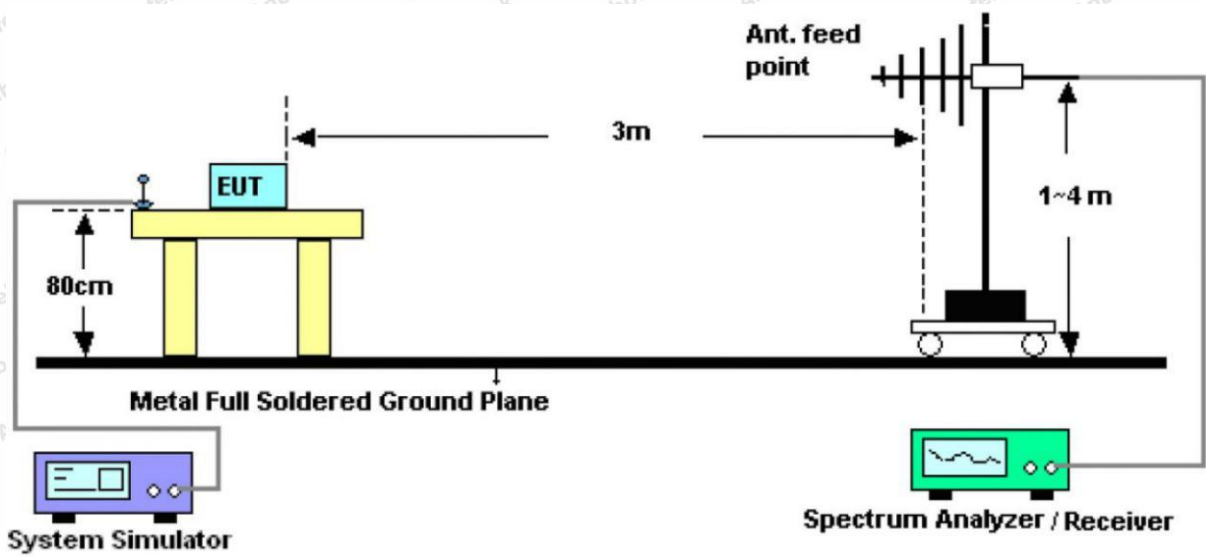 Ant. feed
point
3m
EUT
1~4 m
80cm
Metal Full Soldered Ground Plane
System Simulator
Spectrum Analyzer / Receiver